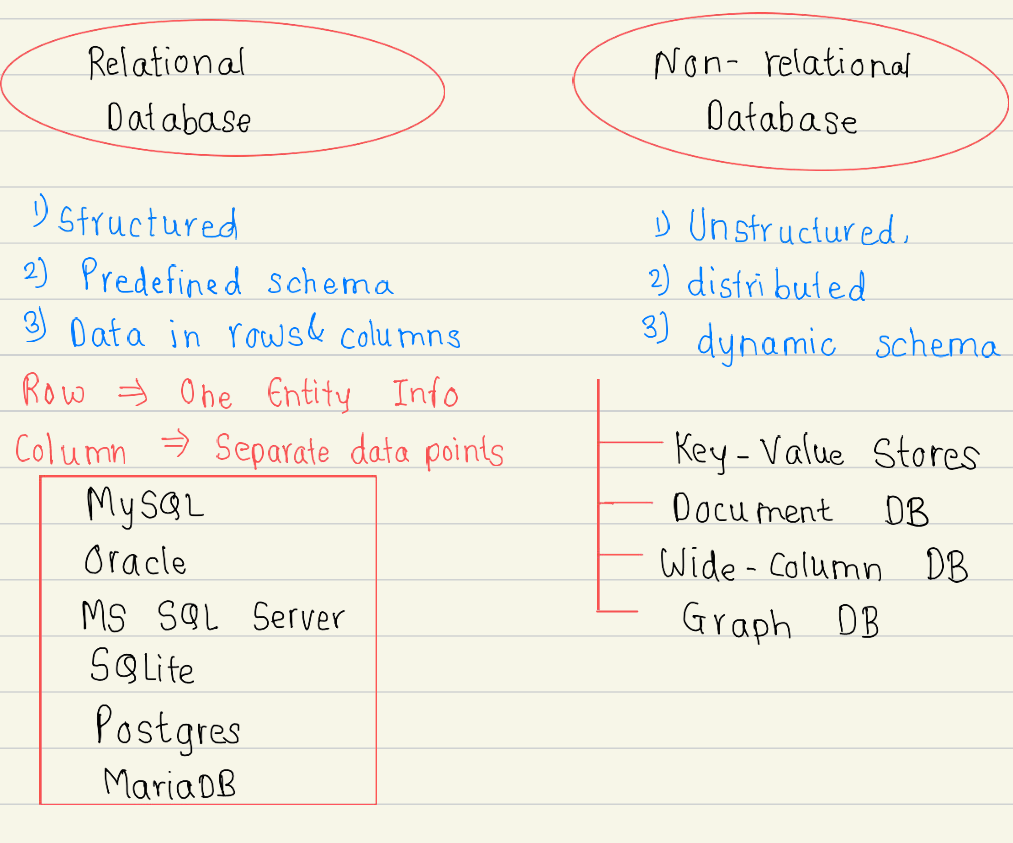 Relational
Database
1) Structured
2) Predefined schema
3) Data in rows & columns
Row ⇒ One Entity Info
Column ⇒ Separate data points
MySQL
Oracle
MS SQL Server
SQLite
Postgres
MariaDB
Non- relational
Database
1) Unstructured,
2) distributed
3) dynamic schema
Key-Value Stores
Document DB
Wide-Column DB
Graph DB